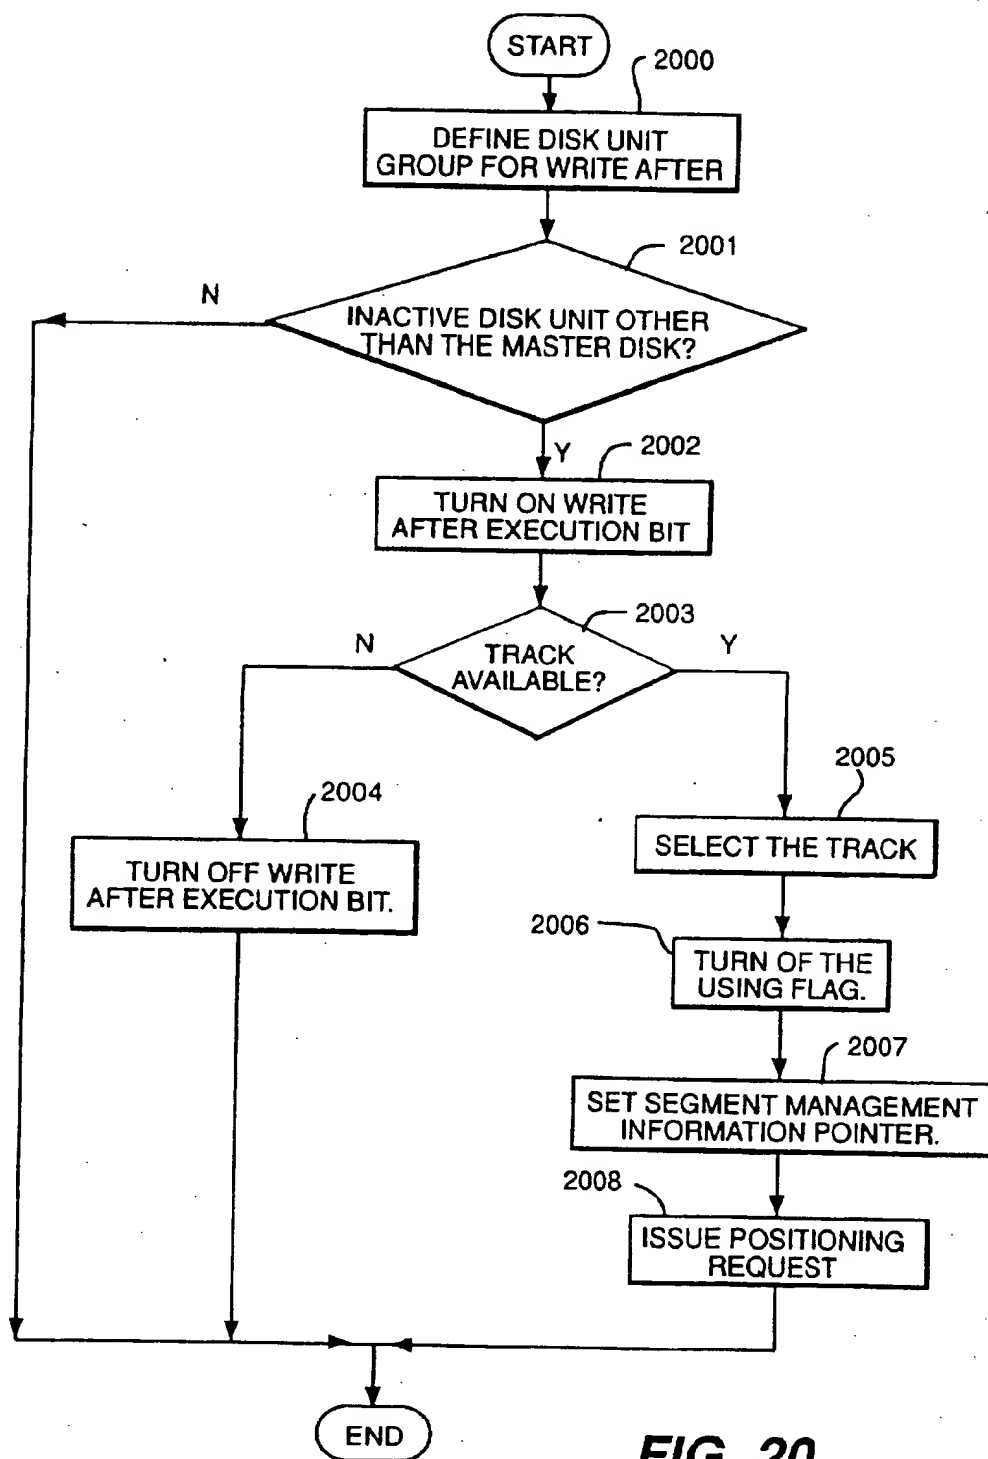 START
2000
DEFINE DISK UNIT
GROUP FOR WRITE AFTER
2001
N
INACTIVE DISK UNIT OTHER
THAN THE MASTER DISK?
Y
2002
TURN ON WRITE
AFTER EXECUTION BIT
2003
N
TRACK
AVAILABLE?
Y
2004
TURN OFF WRITE
AFTER EXECUTION BIT.
2005
SELECT THE TRACK
2006
TURN OF THE
USING FLAG.
2007
SET SEGMENT MANAGEMENT
INFORMATION POINTER.
2008
ISSUE POSITIONING
REQUEST
END
FIG. 20